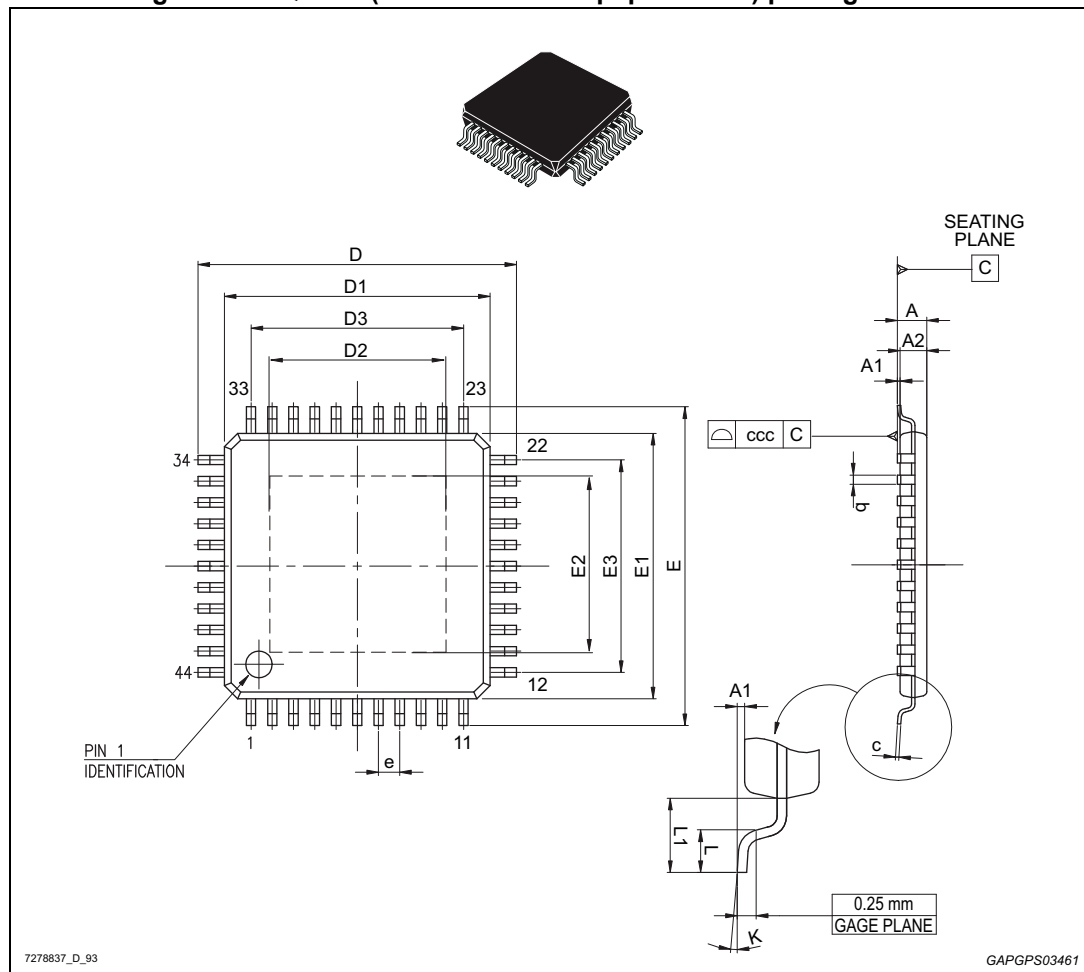 SEATING
PLANE
C
D
D1
D3
D2
A
A2
A1
33
23
ccc C
34
22
b
E2
E3
E1
E
44
12
A1
PIN 1
IDENTIFICATION
1
11
e
c
L1
L
0.25 mm
GAGE PLANE
K
7278837_D_93
GAPGPS03461